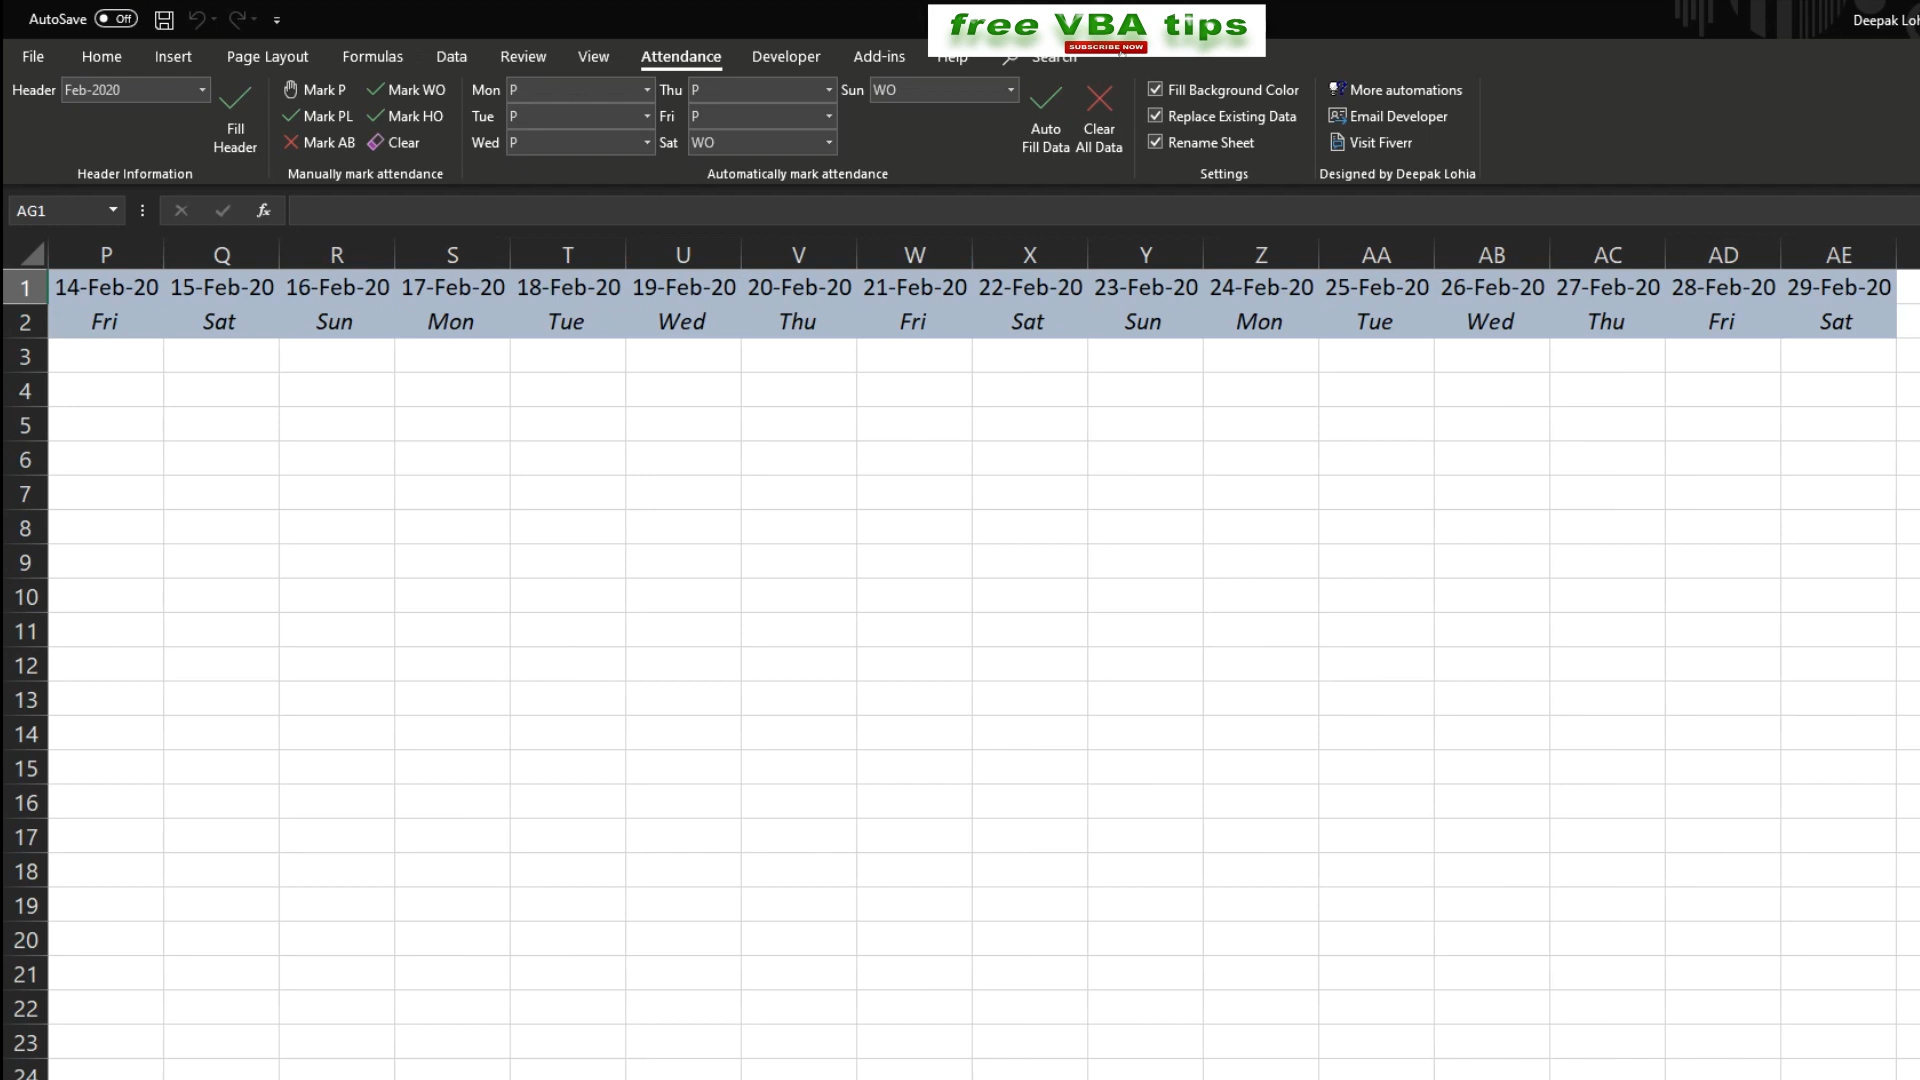 AutoSave Off
free VBA tips
SUBSCRIBE NOW
File Home Insert Page Layout Formulas Data Review View Attendance Developer Add-ins Help Search
Header Feb-2020
Fill Header
Header Information
Mark P Mark WO
Mark PL Mark HO
Mark AB Clear
Manually mark attendance
Mon P Thu P Sun WO
Tue P Fri P
Wed P Sat WO
Auto Fill Data
Clear All Data
Automatically mark attendance
Fill Background Color
Replace Existing Data
Rename Sheet
Settings
More automations
Email Developer
Visit Fiverr
Designed by Deepak Lohia
AG1 fx
P Q R S T U V W X Y Z AA AB AC AD AE
1 14-Feb-20 15-Feb-20 16-Feb-20 17-Feb-20 18-Feb-20 19-Feb-20 20-Feb-20 21-Feb-20 22-Feb-20 23-Feb-20 24-Feb-20 25-Feb-20 26-Feb-20 27-Feb-20 28-Feb-20 29-Feb-20
2 Fri Sat Sun Mon Tue Wed Thu Fri Sat Sun Mon Tue Wed Thu Fri Sat
3
4
5
6
7
8
9
10
11
12
13
14
15
16
17
18
19
20
21
22
23
24